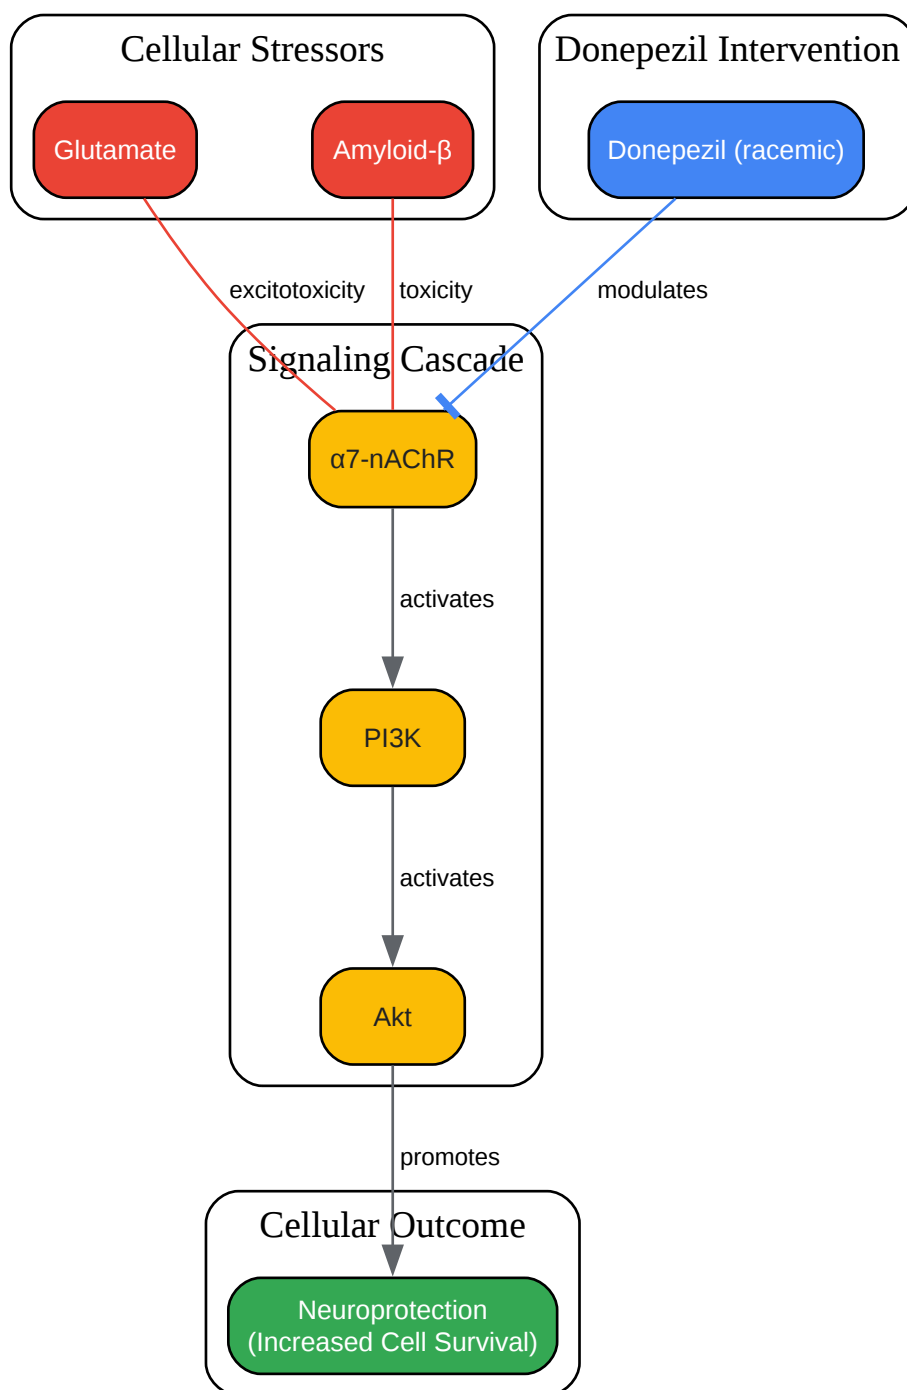 Cellular Stressors
Donepezil Intervention
Glutamate
Amyloid-β
Donepezil (racemic)
excitotoxicity
toxicity
modulates
Signaling Cascade
α7-nAChR
activates
PI3K
activates
Akt
promotes
Cellular Outcome
Neuroprotection
(Increased Cell Survival)